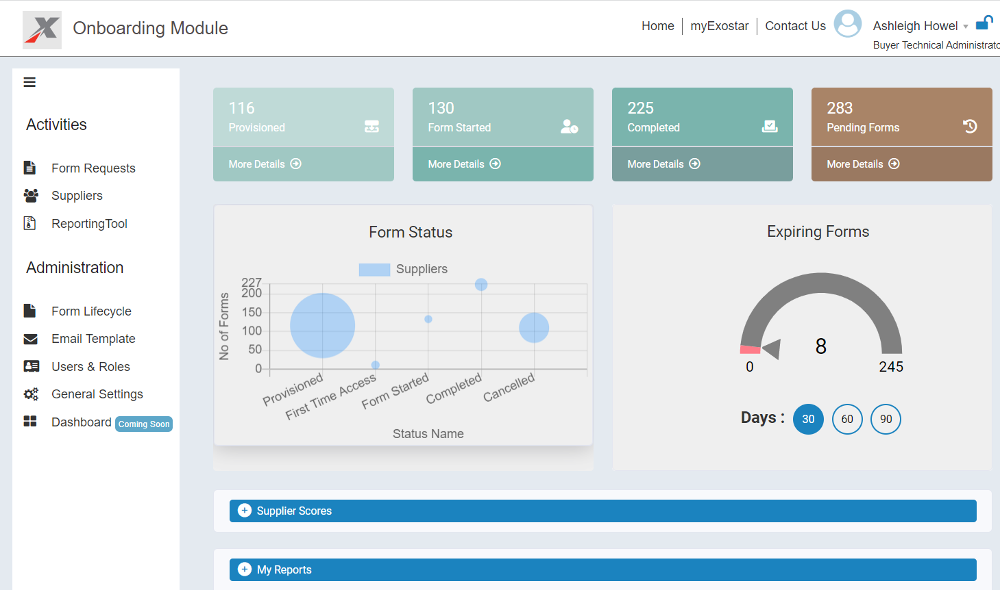 Onboarding Module
Home
myExostar
Contact Us
Ashleigh Howel
Buyer Technical Administrato
Activities
Form Requests
Suppliers
ReportingTool
Administration
Form Lifecycle
Email Template
Users & Roles
General Settings
Dashboard Coming Soon
116
Provisioned
More Details
130
Form Started
More Details
225
Completed
More Details
283
Pending Forms
More Details
Form Status
Suppliers
No of Forms
227
200
150
100
50
0
Provisioned
First Time Access
Form Started
Completed
Cancelled
Status Name
Expiring Forms
8
0
245
Days : 30 60 90
Supplier Scores
My Reports